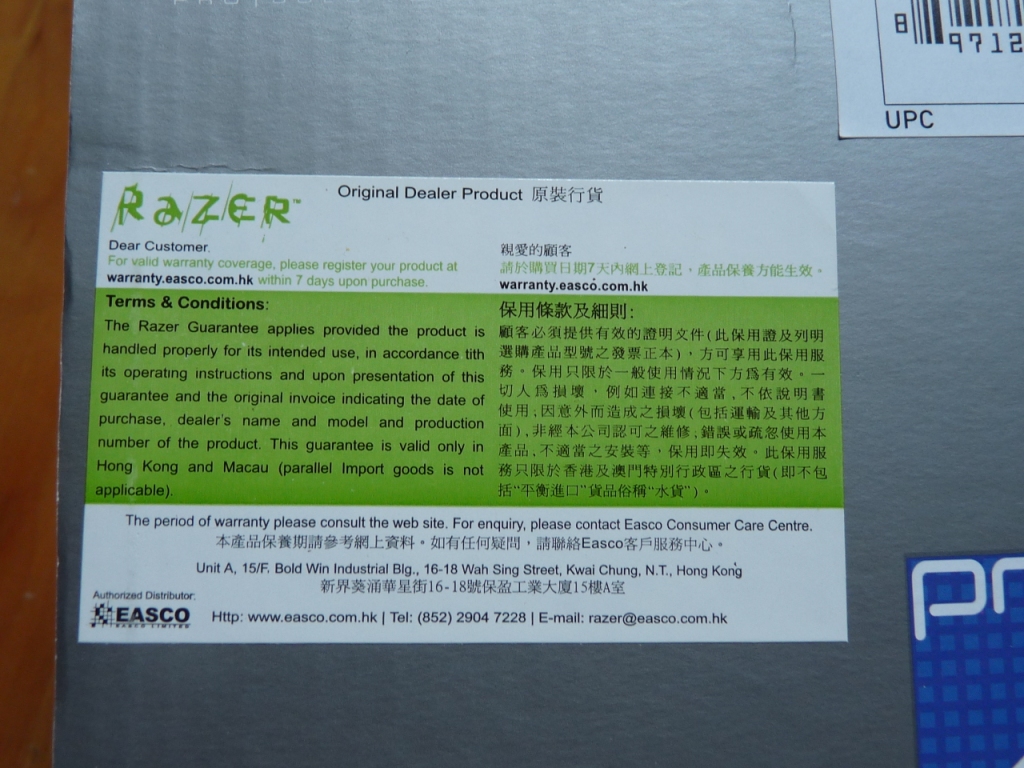 8
9712
UPC
RAZER™
Original Dealer Product 原裝行貨
Dear Customer.
For valid warranty coverage, please register your product at
warranty.easco.com.hk within 7 days upon purchase.
親愛的顧客
請於購買日期7天內網上登記，產品保養方能生效。
warranty.easco.com.hk
Terms & Conditions:
The Razer Guarantee applies provided the product is
handled properly for its intended use, in accordance tith
its operating instructions and upon presentation of this
guarantee and the original invoice indicating the date of
purchase, dealer's name and model and production
number of the product. This guarantee is valid only in
Hong Kong and Macau (parallel Import goods is not
applicable).
保用條款及細則:
顧客必須提供有效的證明文件(此保用證及列明
選購產品型號之發票正本)，方可享用此保用服
務。保用只限於一般使用情況下方爲有效。一
切人爲損壞，例如連接不適當,不依說明書
使用;因意外而造成之損壞(包括運輸及其他方
面),非經本公司認可之維修;錯誤或疏忽使用本
產品,不適當之安裝等，保用即失效。此保用服
務只限於香港及澳門特別行政區之行貨(即不包
括“平衡進口”貨品俗稱“水貨”)。
The period of warranty please consult the web site. For enquiry, please contact Easco Consumer Care Centre.
本產品保養期請參考網上資料。如有任何疑問，請聯絡Easco客戶服務中心。
Unit A, 15/F. Bold Win Industrial Blg., 16-18 Wah Sing Street, Kwai Chung, N.T., Hong Kong
新界葵涌華星街16-18號保盈工業大廈15樓A室
Authorized Distributor:
EASCO
EASCO LIMITED
Http: www.easco.com.hk | Tel: (852) 2904 7228 | E-mail: razer@easco.com.hk